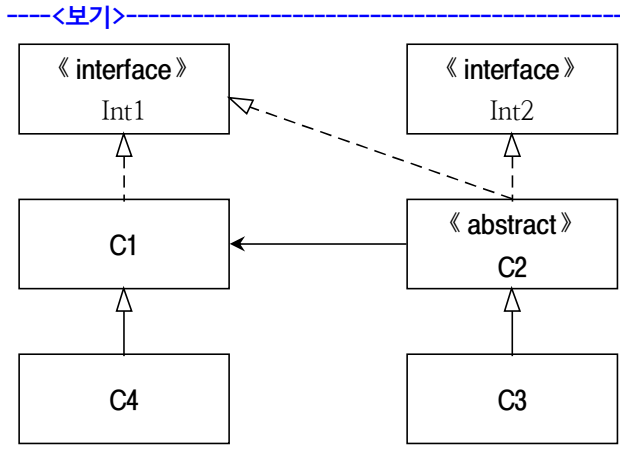 <보기>
《 interface 》 《 interface 》
Int1 Int2
C1 《 abstract 》
C2
C4 C3